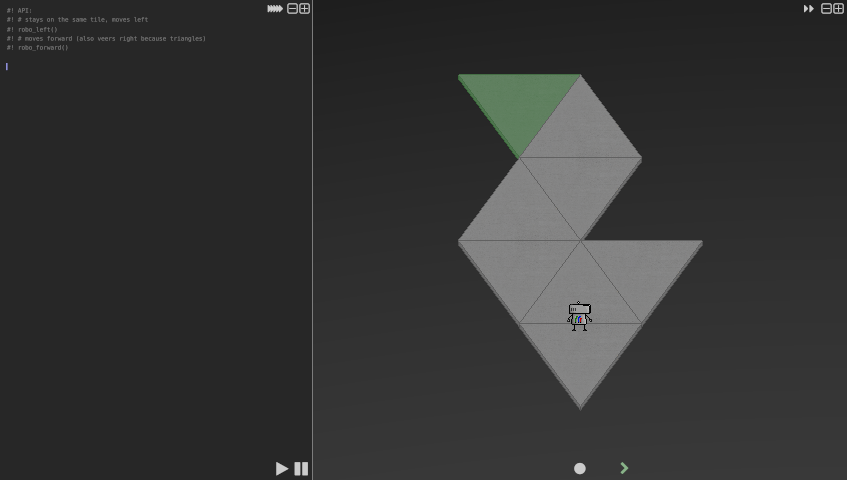 #! API:
#! # stays on the same tile, moves left
#! robo_left()
#! # moves forward (also veers right because triangles)
#! robo_forward()